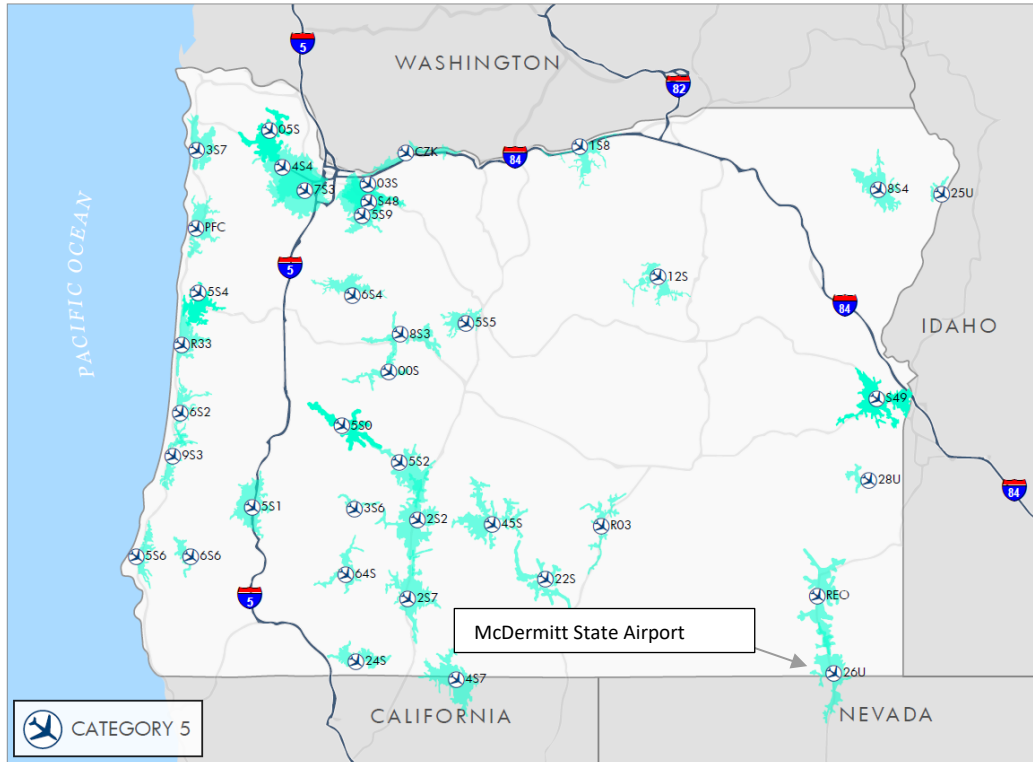 5
WASHINGTON
82
05S
3S7
4S4
7S3
CZK
84
1S8
03S
S48
5S9
8S4
25U
PFC
PACIFIC OCEAN
5
5S4
6S4
12S
R33
8S3
5S5
84
IDAHO
00S
6S2
S49
5S0
9S3
5S2
28U
84
5S1
3S6
2S2
45S
R03
5S6
6S6
64S
22S
5
2S7
REO
McDermitt State Airport
24S
4S7
26U
CATEGORY 5
CALIFORNIA
NEVADA